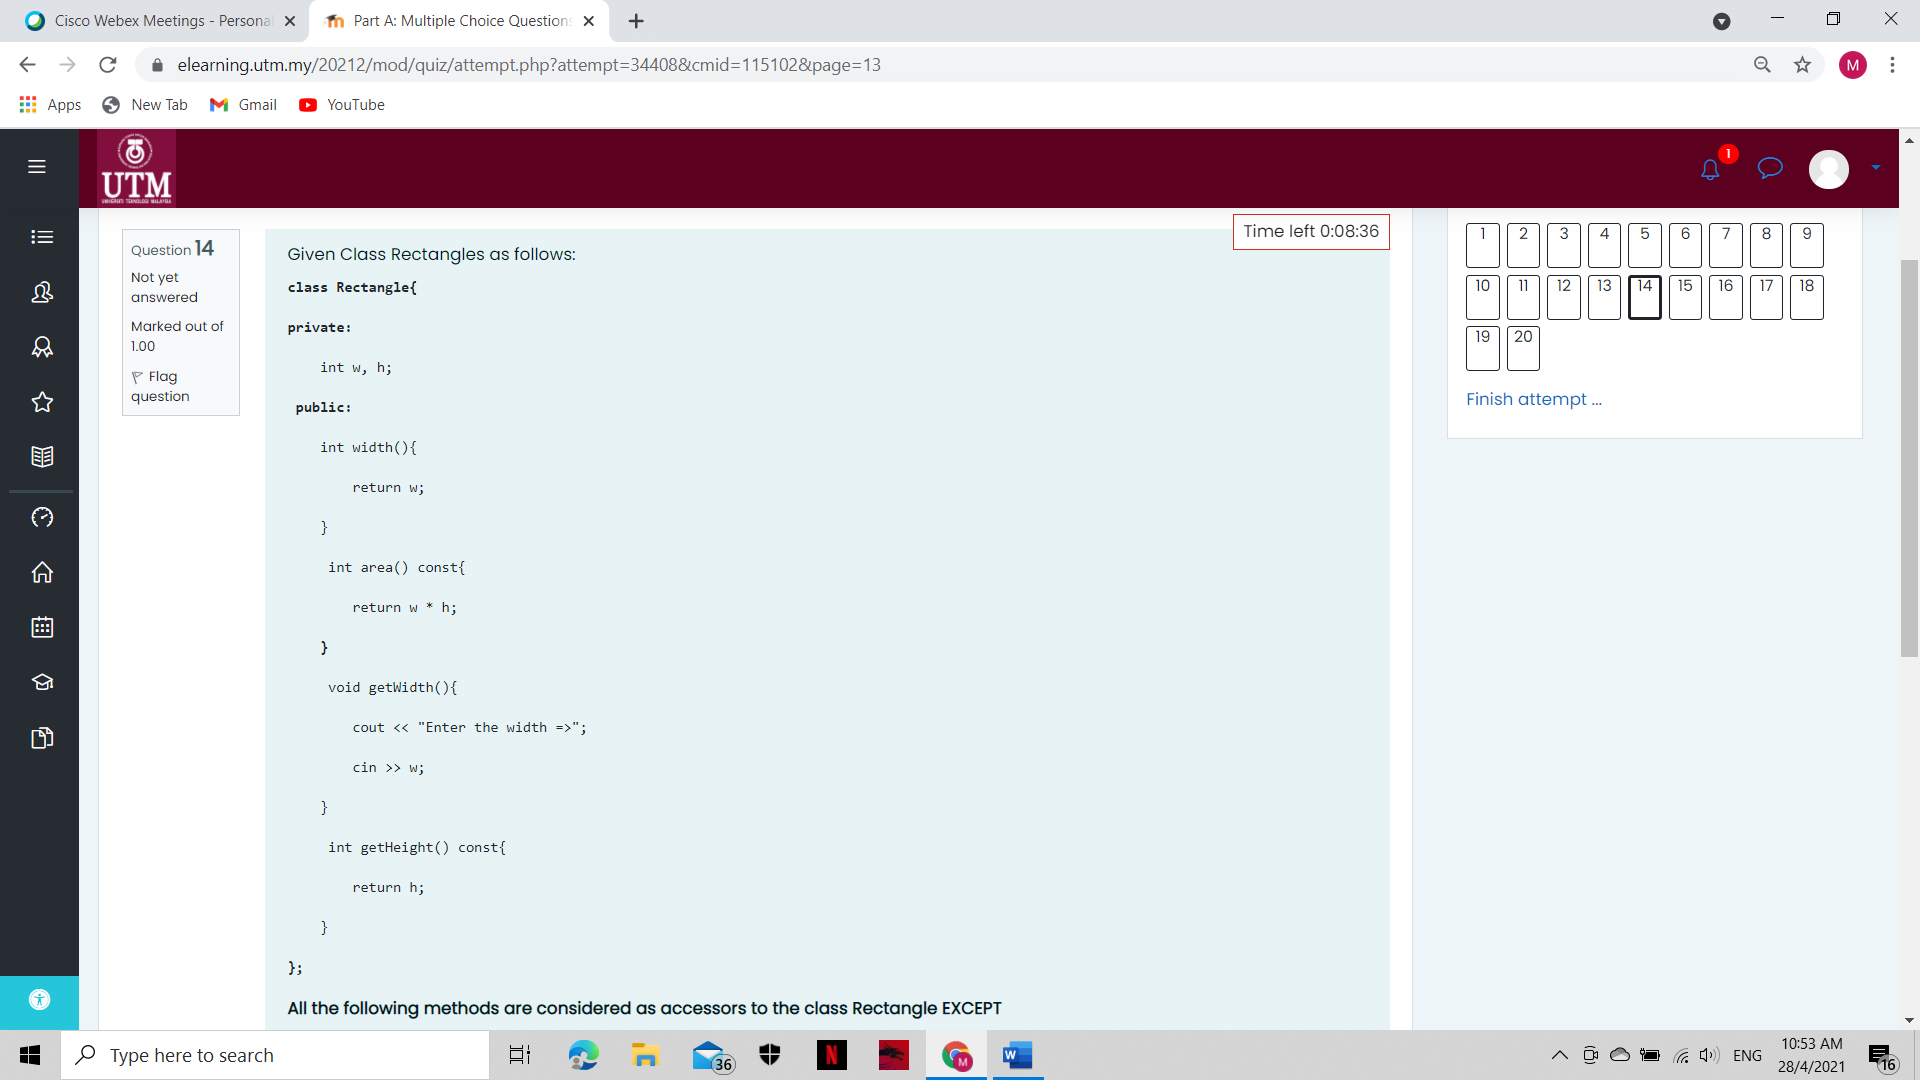 Cisco Webex Meetings - Persona
Part A: Multiple Choice Question
elearning.utm.my/20212/mod/quiz/attempt.php?attempt=34408&cmid=115102&page=13
M
Apps
New Tab
Gmail
YouTube
UTM
UNIVERSITI TEKNOLOGI MALAYSIA
1
Question 14
Not yet
answered
Marked out of
1.00
Flag
question
Time left 0:08:36
Given Class Rectangles as follows:
class Rectangle{
private:
int w, h;
public:
int width(){
return w;
}
int area() const{
return w * h;
}
void getWidth(){
cout << "Enter the width =>";
cin >> w;
}
int getHeight() const{
return h;
}
};
All the following methods are considered as accessors to the class Rectangle EXCEPT
1 2 3 4 5 6 7 8 9
10 11 12 13 14 15 16 17 18
19 20
Finish attempt ...
Type here to search
36
N
M
W
ENG
10:53 AM
28/4/2021
16